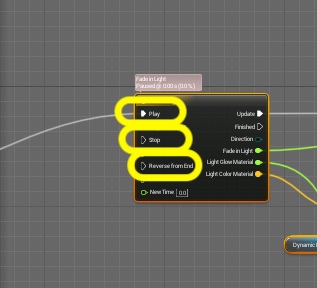 Fade in Light
Paused @ 0.00 s (0.0 %)
Play
Update
Finished
Stop
Direction
Fade in Light
Reverse from End
Light Glow Material
Light Color Material
New Time 0.0
Dynamic